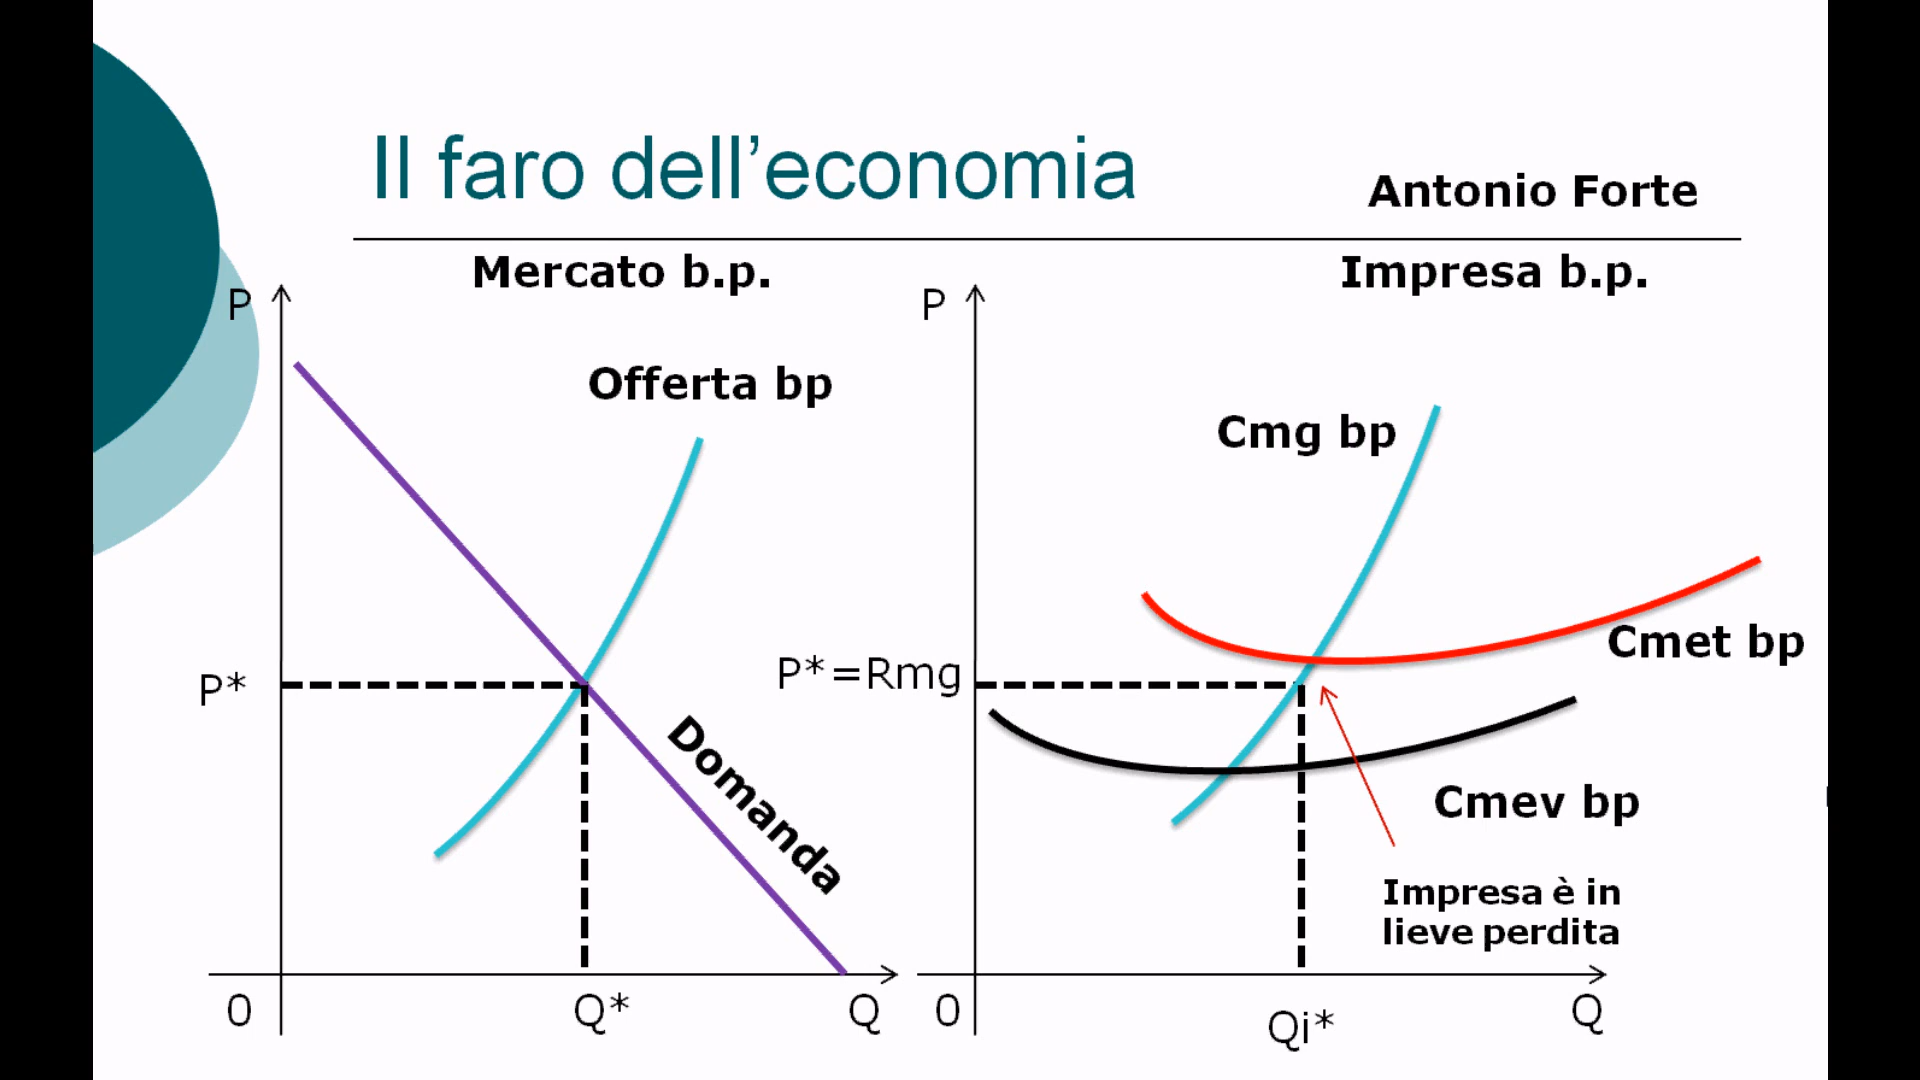 Il faro dell’economia
Antonio Forte
Mercato b.p.
P
Offerta bp
P*
Domanda
0
Q*
Q
Impresa b.p.
P
Cmg bp
P*=Rmg
Cmet bp
Cmev bp
Impresa è in
lieve perdita
0
Qi*
Q